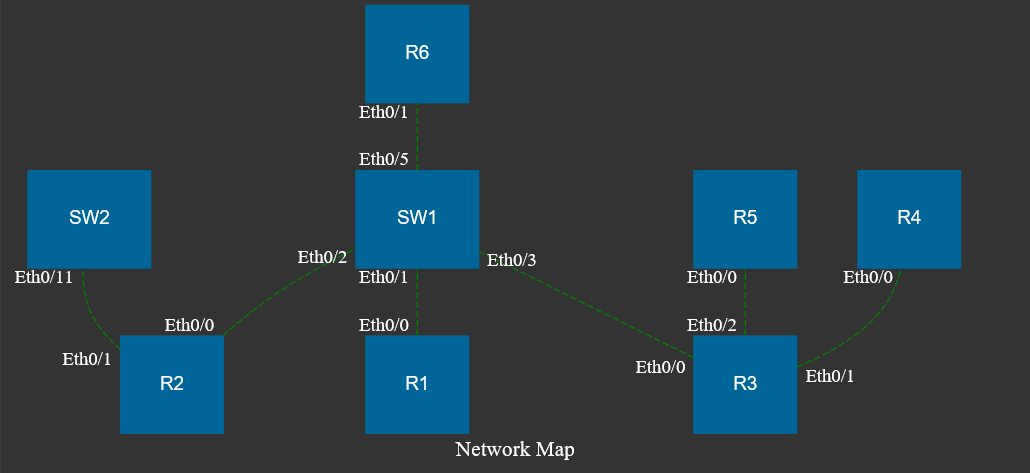 R6
Eth0/1
Eth0/5
SW2
SW1
R5
R4
Eth0/11
Eth0/2
Eth0/1
Eth0/3
Eth0/0
Eth0/0
Eth0/0
Eth0/0
Eth0/2
Eth0/1
Eth0/0
Eth0/1
R2
R1
R3
Network Map